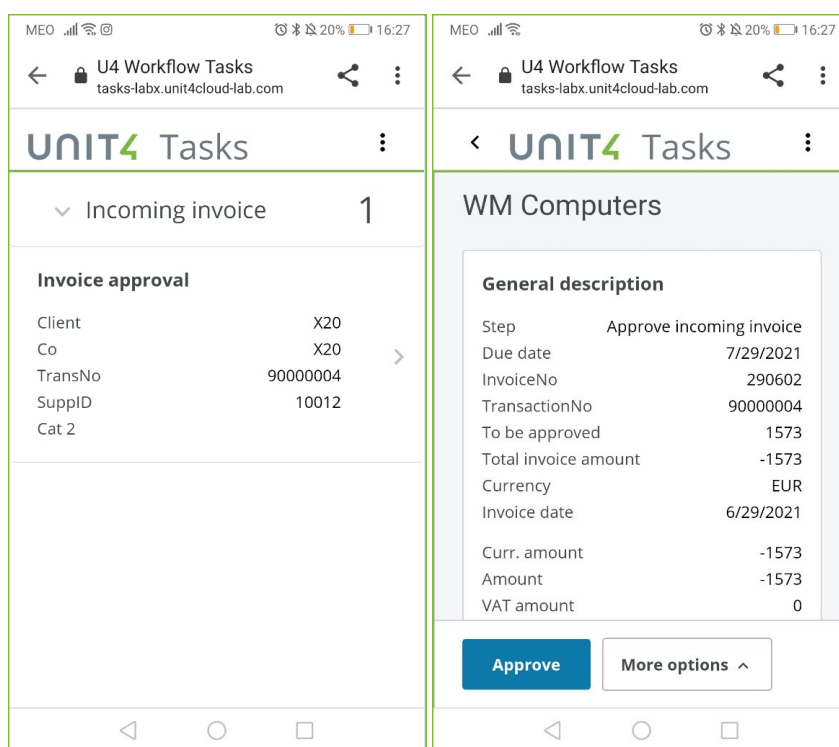 MEO 20% 16:27
U4 Workflow Tasks
tasks-labx.unit4cloud-lab.com
UNIT4 Tasks
Incoming invoice 1
Invoice approval
Client X20
Co X20
TransNo 90000004
SuppID 10012
Cat 2
MEO 20% 16:27
U4 Workflow Tasks
tasks-labx.unit4cloud-lab.com
UNIT4 Tasks
WM Computers
General description
Step Approve incoming invoice
Due date 7/29/2021
InvoiceNo 290602
TransactionNo 90000004
To be approved 1573
Total invoice amount -1573
Currency EUR
Invoice date 6/29/2021
Curr. amount -1573
Amount -1573
VAT amount 0
Approve More options